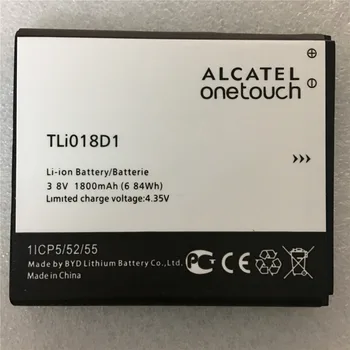 ALCATEL
onetouch
TLi018D1
Li-ion Battery/Batterie
3 8V 1800mAh(6 84Wh)
Limited charge voltage:4.35V
1ICP5/52/55
Made by BYD Lithium Battery Co., Ltd.
Made in China